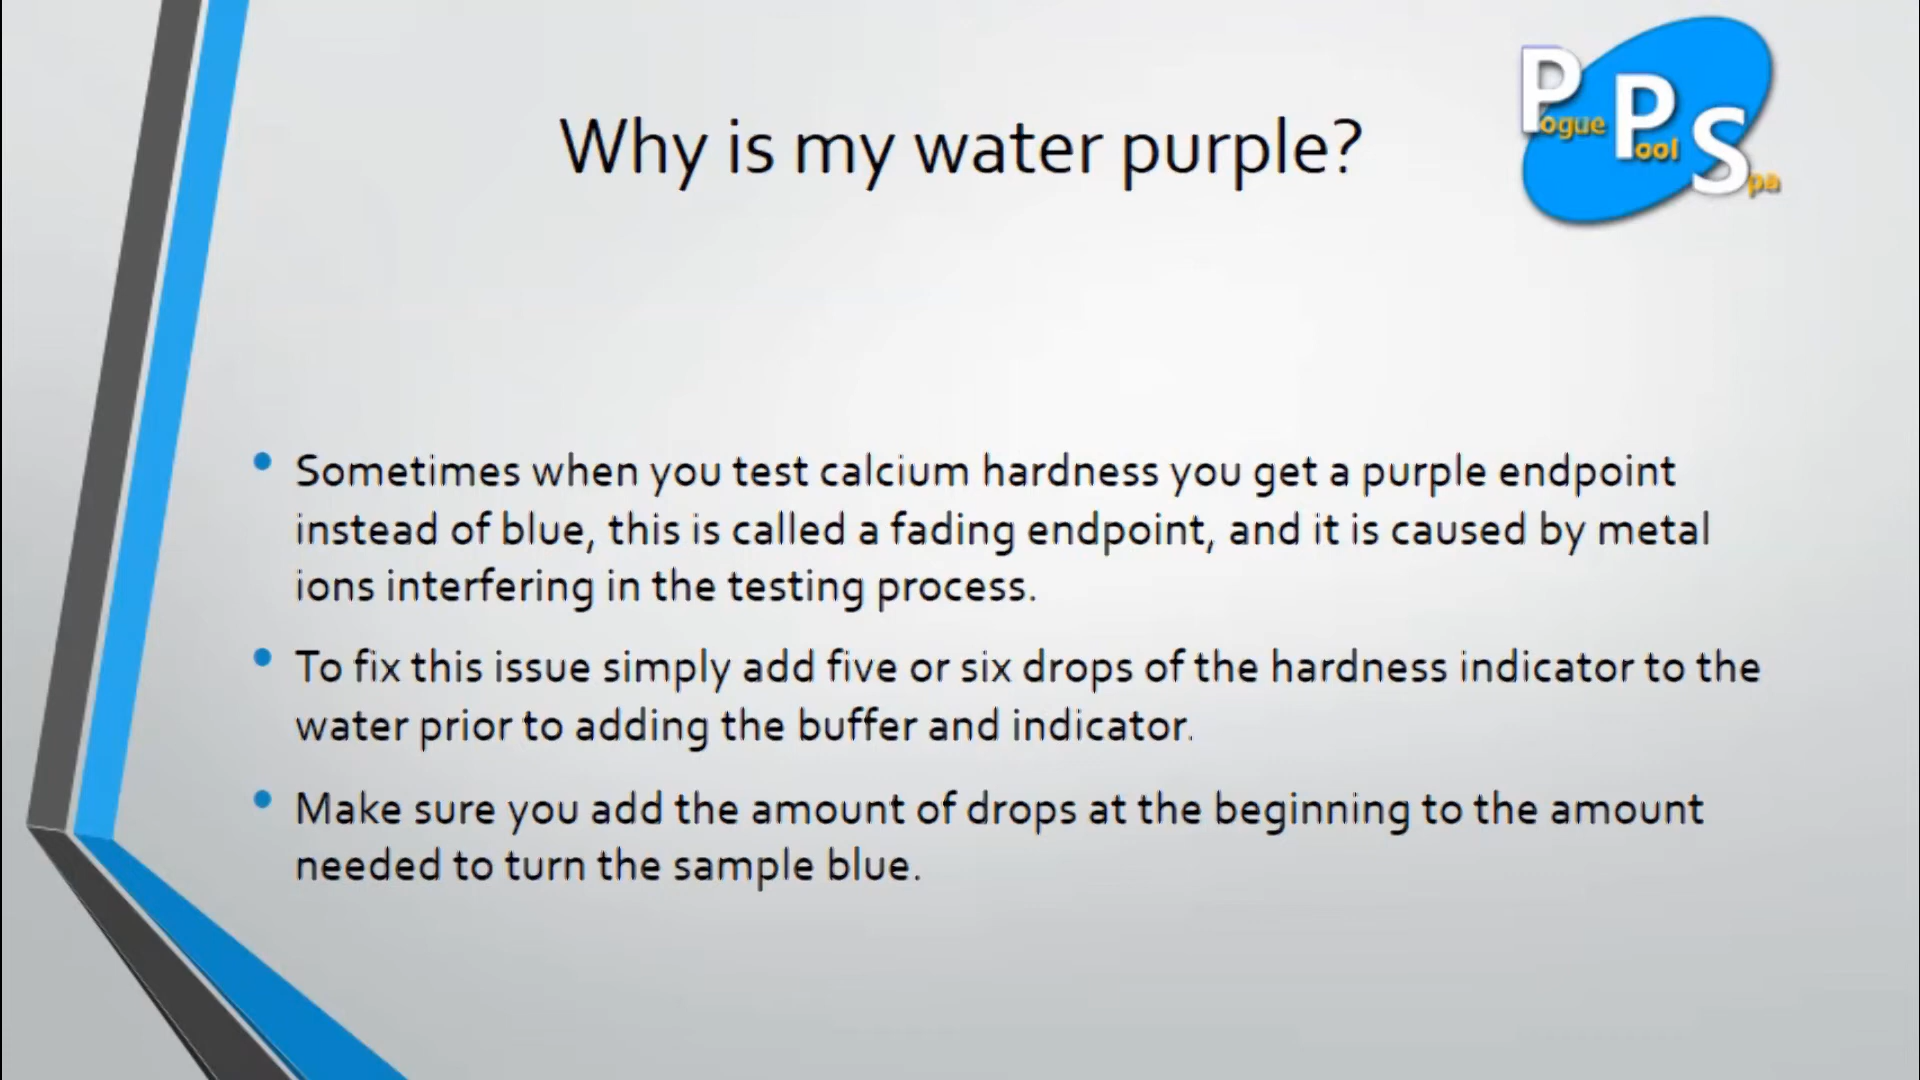 Why is my water purple?
Pogue Pool Spa
Sometimes when you test calcium hardness you get a purple endpoint
instead of blue, this is called a fading endpoint, and it is caused by metal
ions interfering in the testing process.
To fix this issue simply add five or six drops of the hardness indicator to the
water prior to adding the buffer and indicator.
Make sure you add the amount of drops at the beginning to the amount
needed to turn the sample blue.